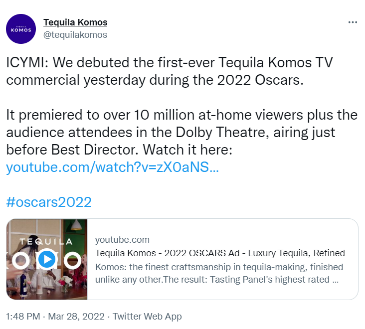 KOMOS
Tequila Komos
@tequilakomos
...
ICYMI: We debuted the first-ever Tequila Komos TV
commercial yesterday during the 2022 Oscars.
It premiered to over 10 million at-home viewers plus the
audience attendees in the Dolby Theatre, airing just
before Best Director. Watch it here:
youtube.com/watch?v=zX0aNS...
#oscars2022
TEQUILA
youtube.com
Tequila Komos - 2022 OSCARS Ad - Luxury Tequila, Refined
Komos: the finest craftsmanship in tequila-making, finished
unlike any other.The result: Tasting Panel's highest rated ...
1:48 PM · Mar 28, 2022 · Twitter Web App